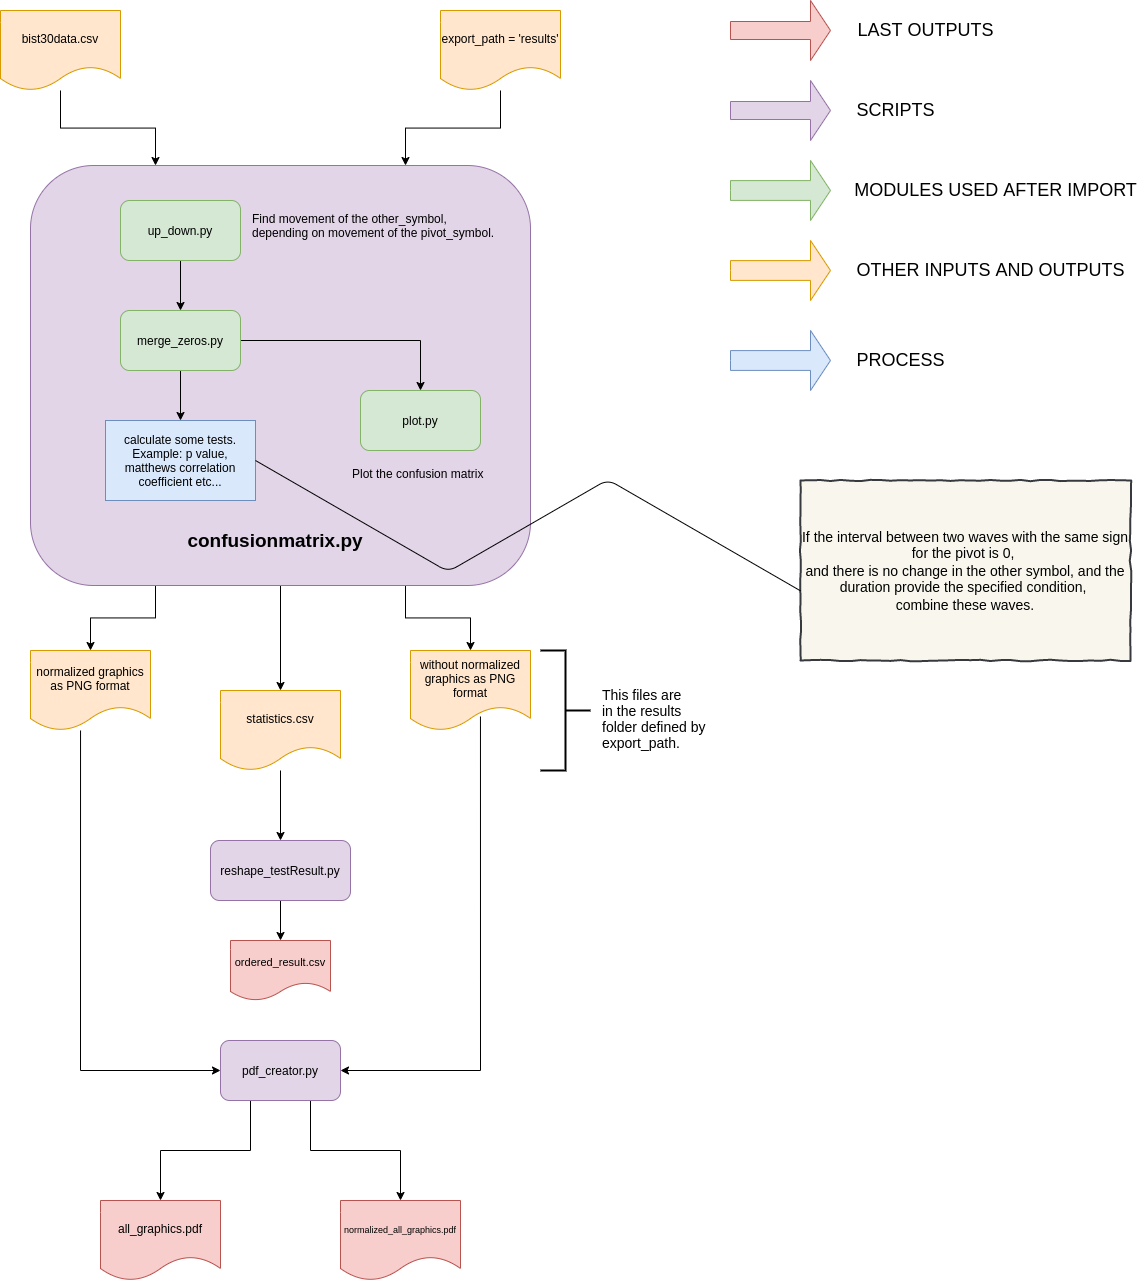 bist30data.csv
export_path = 'results'
LAST OUTPUTS
SCRIPTS
MODULES USED AFTER IMPORT
OTHER INPUTS AND OUTPUTS
PROCESS
up_down.py
Find movement of the other_symbol,
depending on movement of the pivot_symbol.
merge_zeros.py
plot.py
Plot the confusion matrix
calculate some tests.
Example: p value,
matthews correlation
coefficient etc...
confusionmatrix.py
If the interval between two waves with the same sign
for the pivot is 0,
and there is no change in the other symbol, and the
duration provide the specified condition,
combine these waves.
normalized graphics
as PNG format
statistics.csv
without normalized
graphics as PNG
format
This files are
in the results
folder defined by
export_path.
reshape_testResult.py
ordered_result.csv
pdf_creator.py
all_graphics.pdf
normalized_all_graphics.pdf